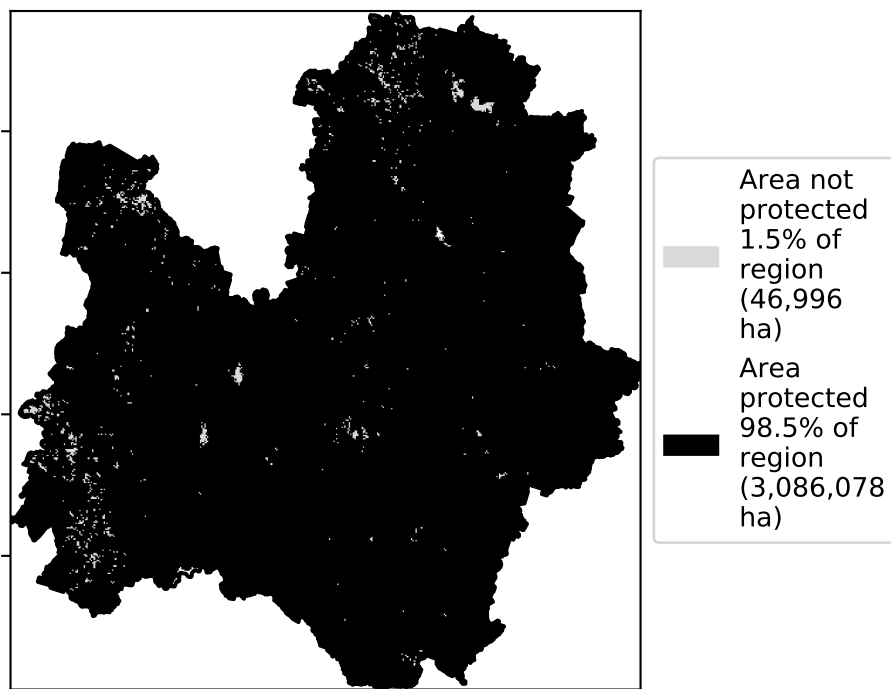 Area not
protected
1.5% of
region
(46,996
ha)
Area
protected
98.5% of
region
(3,086,078
ha)